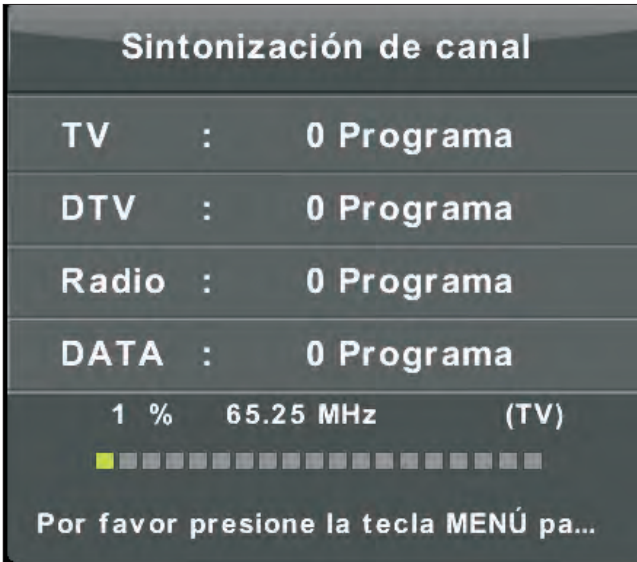 Sintonización de canal
TV : 0 Programa
DTV : 0 Programa
Radio : 0 Programa
DATA : 0 Programa
1 % 65.25 MHz (TV)
Por favor presione la tecla MENÚ pa...